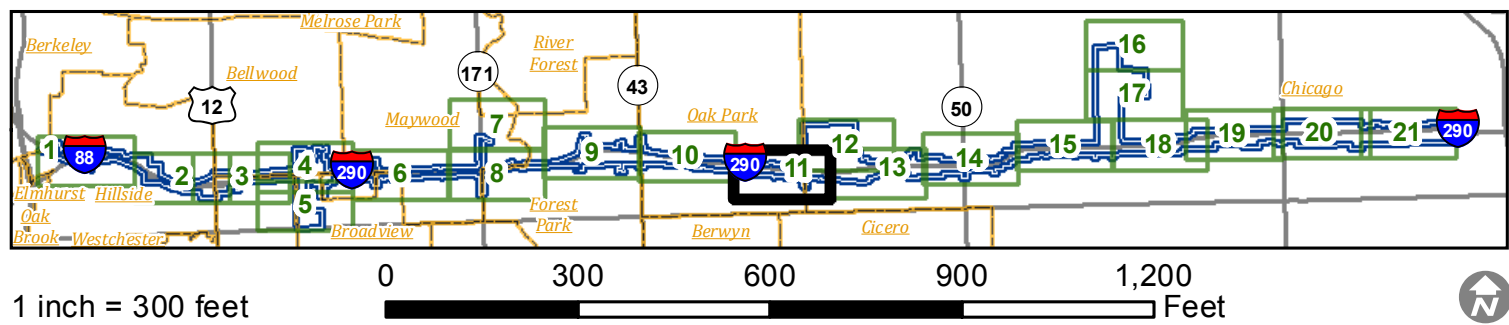 Melrose Park
Berkeley
River
Forest
Bellwood
171
43
12
Maywood
Oak Park
50
Chicago
16
17
1
88
2
3
4
290
5
6
7
8
9
10
290
11
12
13
14
15
18
19
20
21
290
Elmhurst
Hillside
Oak
Brook
Westchester
Broadview
Forest
Park
Berwyn
Cicero
0 300 600 900 1,200
1 inch = 300 feet
Feet
N